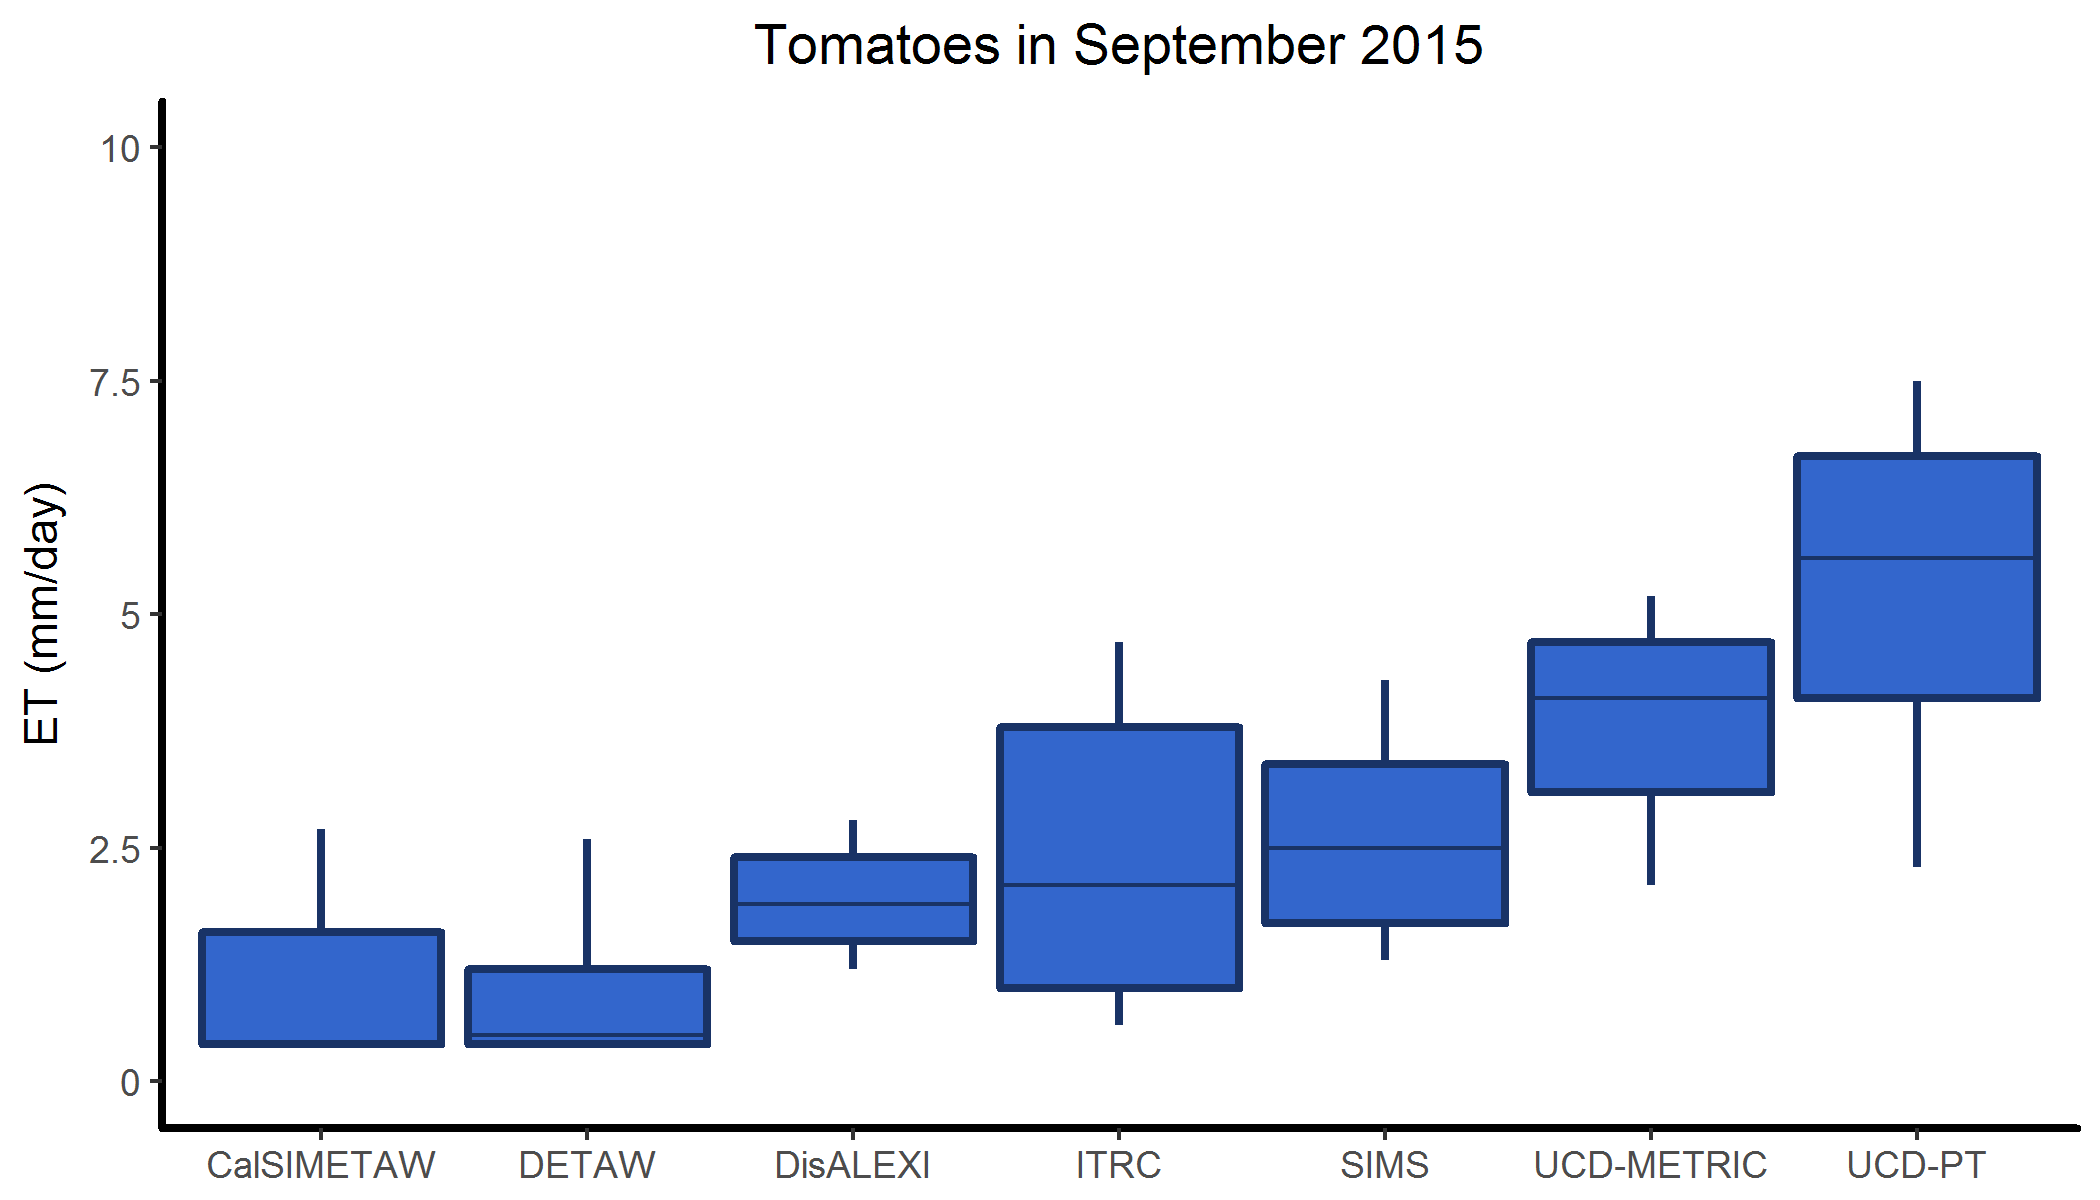 Tomatoes in September 2015
10
7.5
5
2.5
0
ET (mm/day)
CalSIMETAW DETAW DisALEXI ITRC SIMS UCD-METRIC UCD-PT